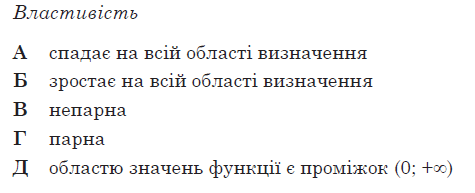 Властивість
А спадає на всій області визначення
Б зростає на всій області визначення
В непарна
Г парна
Д областю значень функції є проміжок (0; +∞)